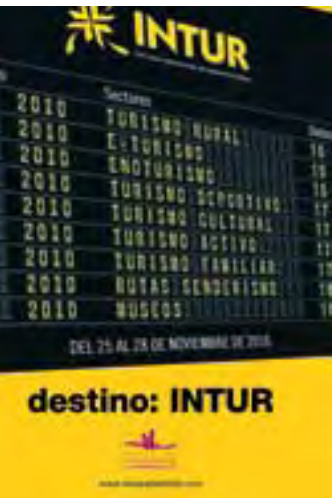 INTUR
Sectores
2010 TURISMO RURAL
2010 E-TURISMO
2010 ENOTURISMO
2010 TURISMO DEPORTIVO
2010 TURISMO CULTURAL
2010 TURISMO ACTIVO
2010 TURISMO FAMILIAR
2010 RUTAS SENDERISMO
2010 MUSEOS
DEL 25 AL 28 DE NOVIEMBRE DE 2010
destino: INTUR